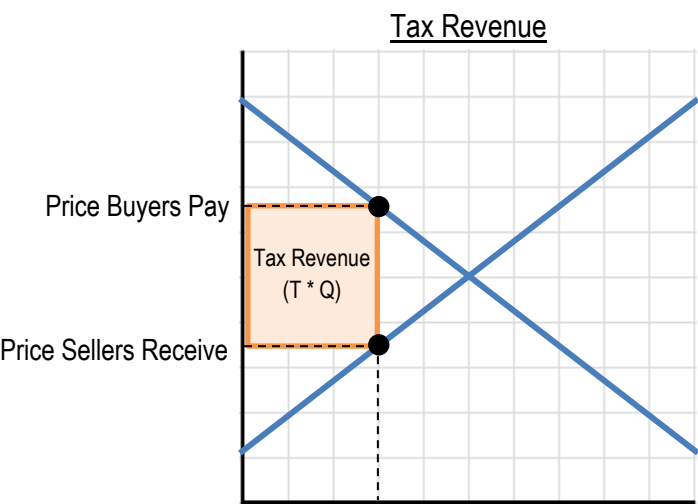 Tax Revenue
Price Buyers Pay
Tax Revenue
(T * Q)
Price Sellers Receive